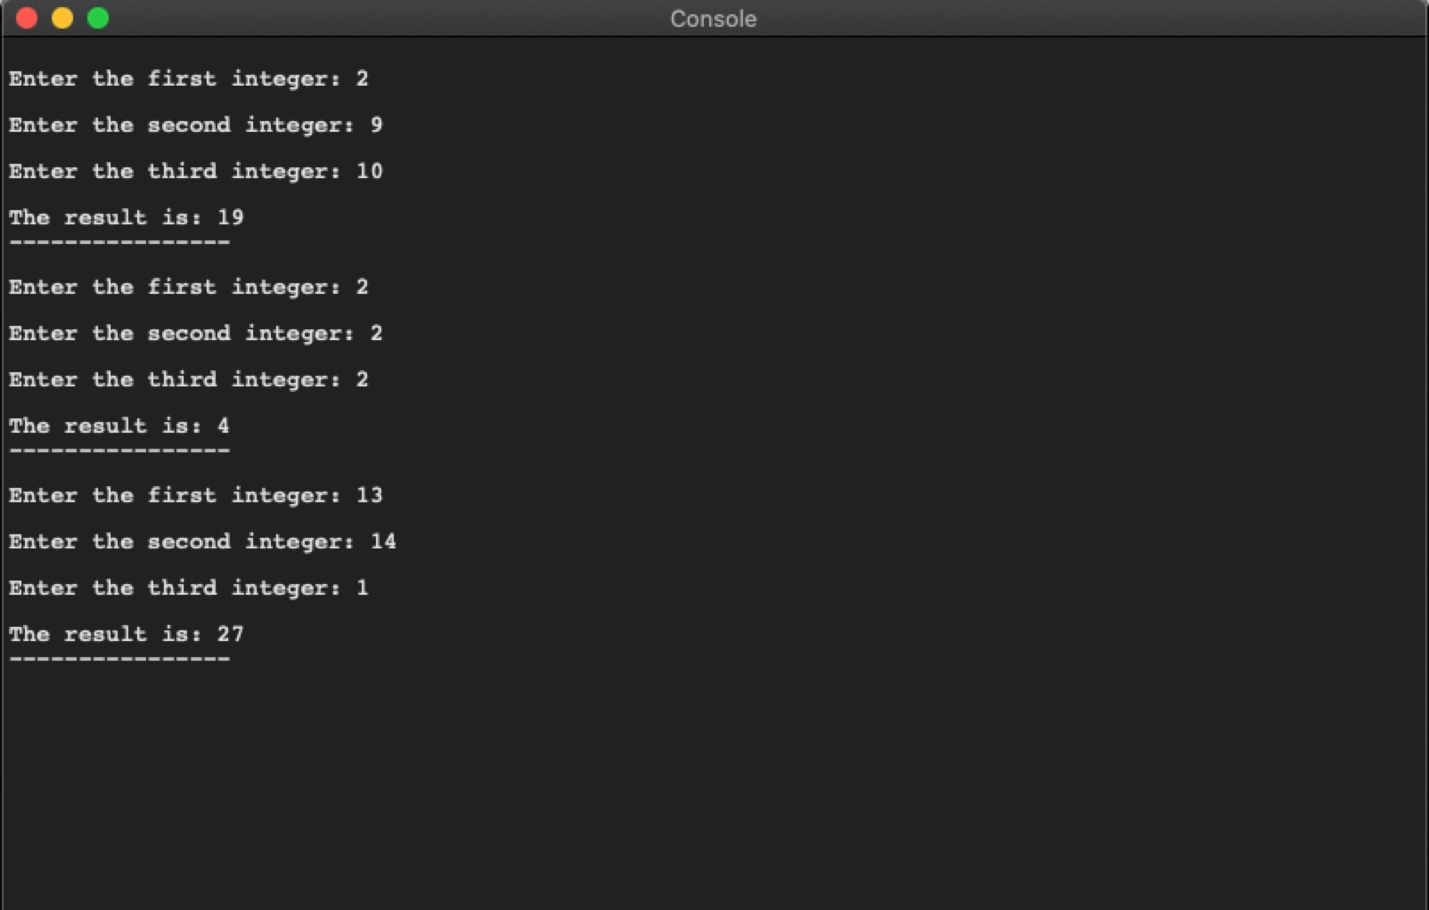 Console
Enter the first integer: 2
Enter the second integer: 9
Enter the third integer: 10
The result is: 19
----------------
Enter the first integer: 2
Enter the second integer: 2
Enter the third integer: 2
The result is: 4
----------------
Enter the first integer: 13
Enter the second integer: 14
Enter the third integer: 1
The result is: 27
----------------